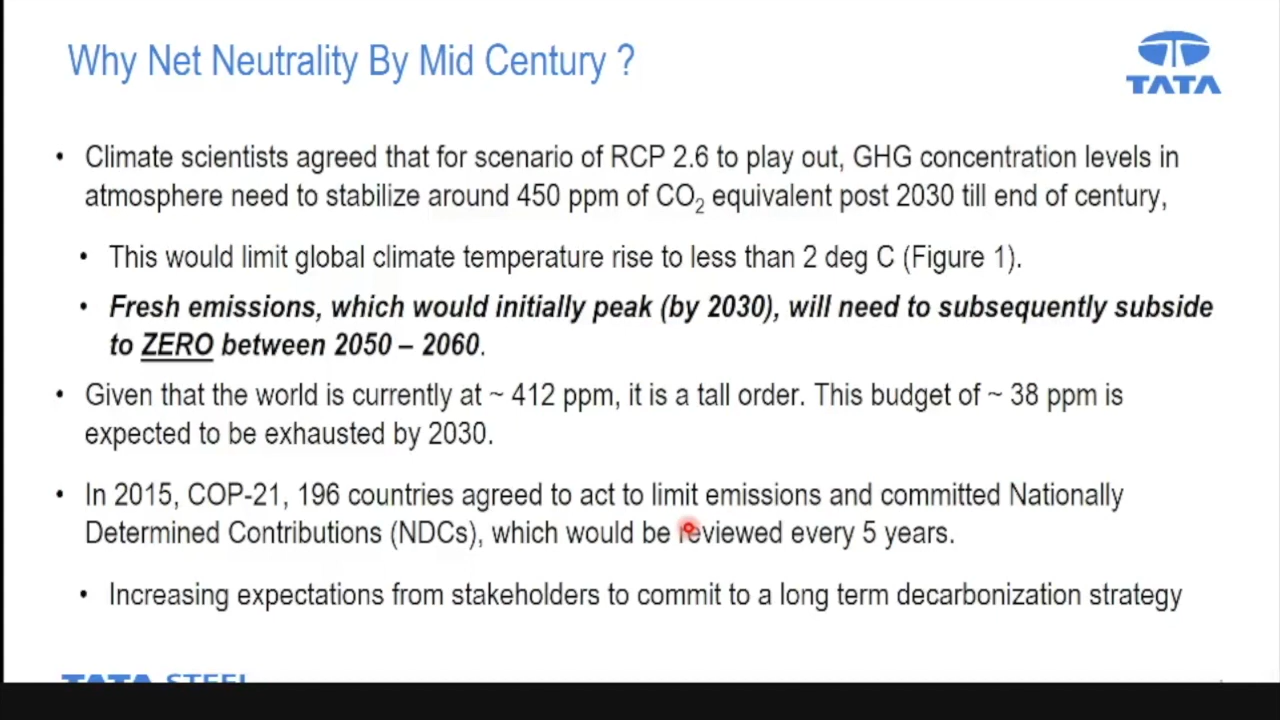 Why Net Neutrality By Mid Century ?
TATA
• Climate scientists agreed that for scenario of RCP 2.6 to play out, GHG concentration levels in
atmosphere need to stabilize around 450 ppm of CO₂ equivalent post 2030 till end of century,
• This would limit global climate temperature rise to less than 2 deg C (Figure 1).
• Fresh emissions, which would initially peak (by 2030), will need to subsequently subside
to ZERO between 2050 – 2060.
• Given that the world is currently at ~ 412 ppm, it is a tall order. This budget of ~ 38 ppm is
expected to be exhausted by 2030.
• In 2015, COP-21, 196 countries agreed to act to limit emissions and committed Nationally
Determined Contributions (NDCs), which would be reviewed every 5 years.
• Increasing expectations from stakeholders to commit to a long term decarbonization strategy
TATA STEEL